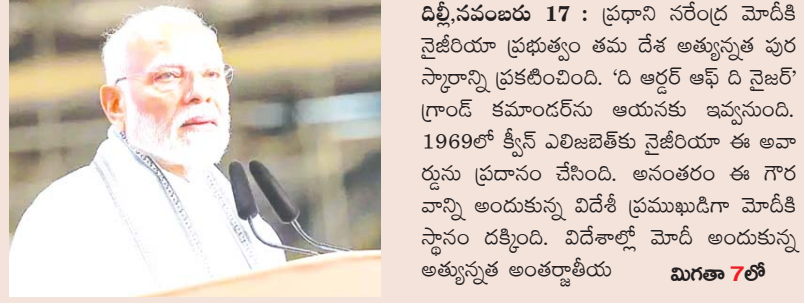 దిల్లీ,నవంబరు 17 : ప్రధాని నరేంద్ర మోదీకి
నైజీరియా ప్రభుత్వం తమ దేశ అత్యున్నత పుర
స్కారాన్ని ప్రకటించింది. ‘ది ఆర్డర్ ఆఫ్ ది నైజర్’
గ్రాండ్ కమాండర్‌ను ఆయనకు ఇవ్వనుంది.
1969లో క్వీన్ ఎలిజబెత్‌కు నైజీరియా ఈ అవా
ర్డును ప్రదానం చేసింది. అనంతరం ఈ గౌర
వాన్ని అందుకున్న విదేశీ ప్రముఖుడిగా మోదీకి
స్థానం దక్కింది. విదేశాల్లో మోదీ అందుకున్న
అత్యున్నత అంతర్జాతీయ మిగతా 7లో